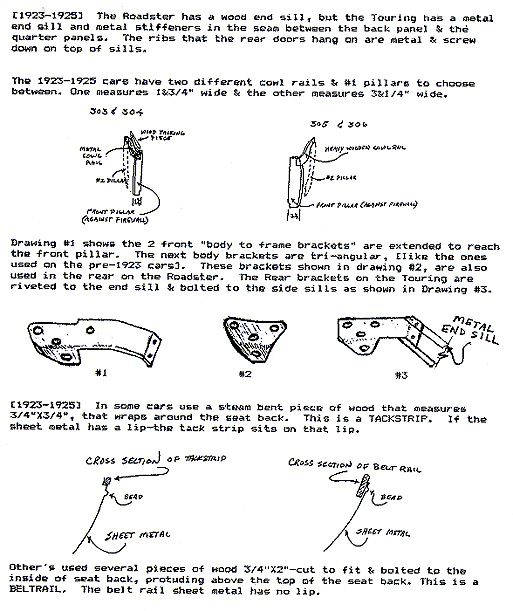 [1923-1925] The Roadster has a wood end sill, but the Touring has a metal
end sill and metal stiffeners in the seam between the back panel & the
quarter panels. The ribs that the rear doors hang on are metal & screw
down on top of sills.
The 1923-1925 cars have two different cowl rails & #1 pillars to choose
between. One measures 1&3/4" wide & the other measures 3&1/4" wide.
303 & 304
305 & 306
WOOD TACKING
PIECE
METAL
COWL
RAIL
#2 PILLAR
FRONT PILLAR
(AGAINST FIREWALL)
HEAVY WOODEN COWL RAIL
#2 PILLAR
FRONT PILLAR (AGAINST FIREWALL)
Drawing #1 shows the 2 front "body to frame brackets" are extended to reach
the front pillar. The next body brackets are tri-angular, [like the ones
used on the pre-1923 cars]. These brackets shown in drawing #2, are also
used in the rear on the Roadster. The Rear brackets on the Touring are
riveted to the end sill & bolted to the side sills as shown in Drawing #3.
METAL
END SILL
#1
#2
#3
[1923-1925] In some cars use a steam bent piece of wood that measures
3/4"X3/4", that wraps around the seat back. This is a TACKSTRIP. If the
sheet metal has a lip-the tack strip sits on that lip.
CROSS SECTION OF TACKSTRIP
BEAD
SHEET METAL
CROSS SECTION OF BELT RAIL
BEAD
SHEET METAL
Other's used several pieces of wood 3/4"X2"-cut to fit & bolted to the
inside of seat back, protuding above the top of the seat back. This is a
BELTRAIL. The belt rail sheet metal has no lip.